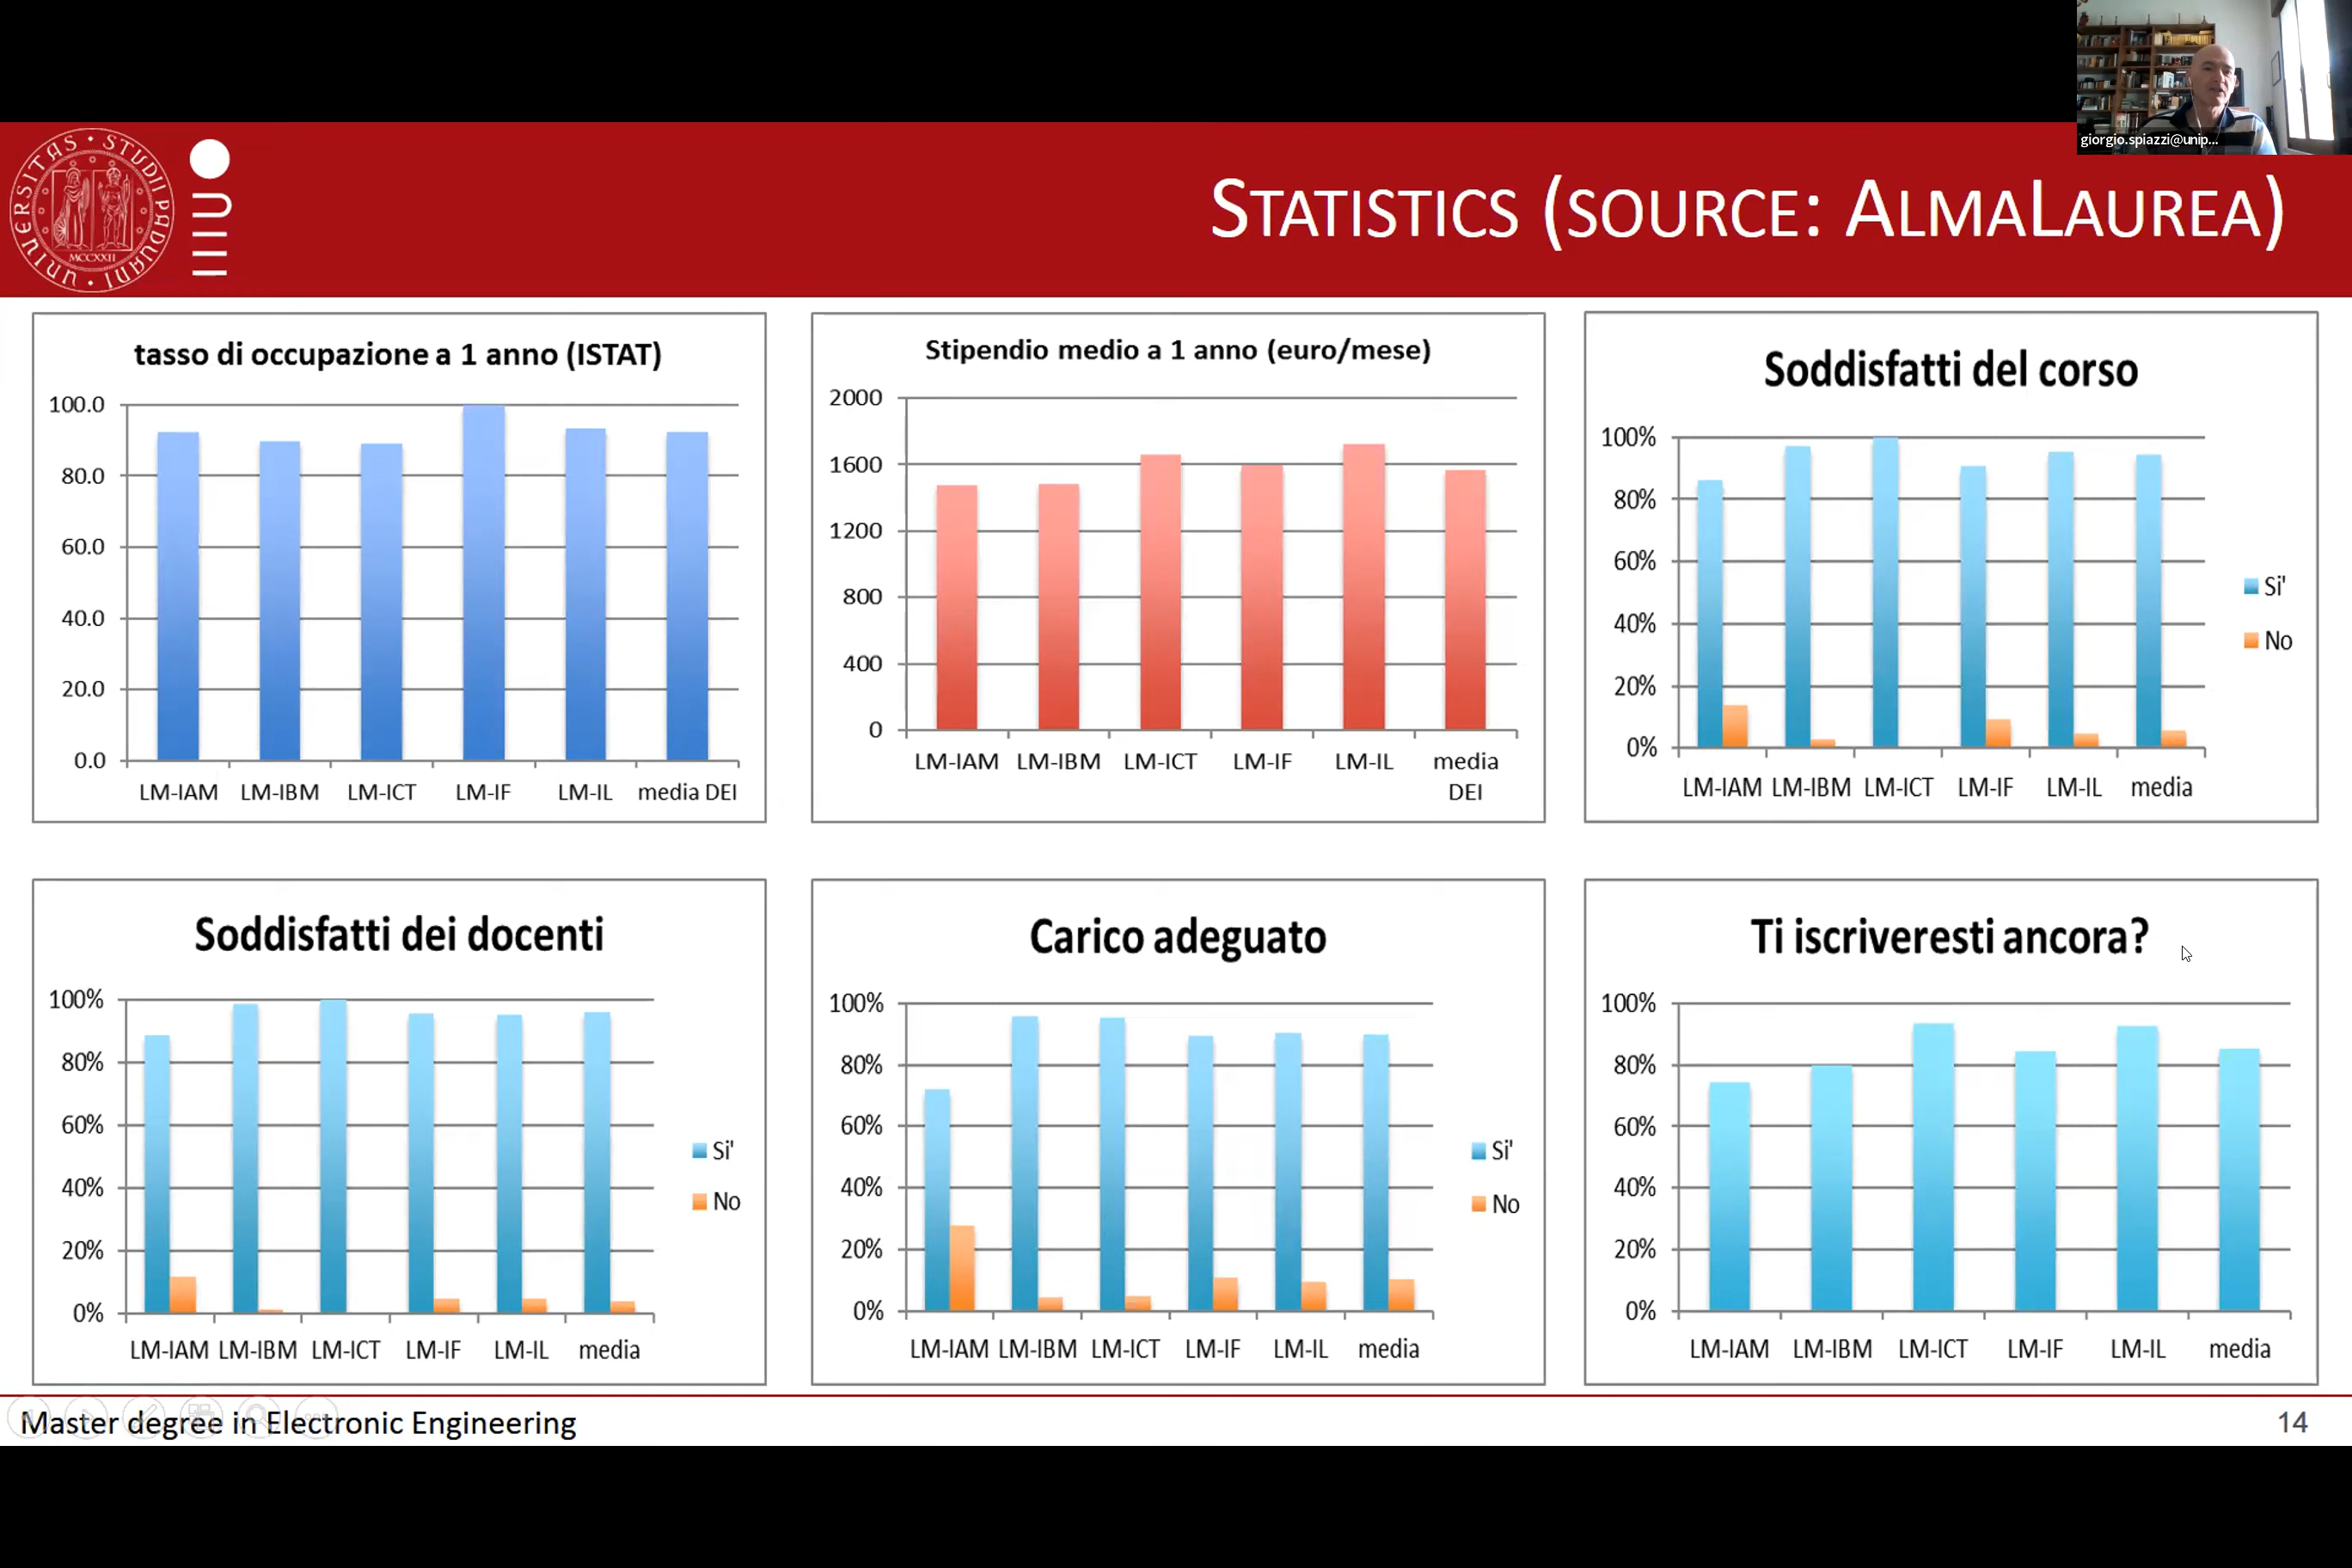 giorgio.spiazzi@unip...
UNIVERSITAS STUDII PADUANI
MCCXXII
STATISTICS (SOURCE: ALMALAUREA)
tasso di occupazione a 1 anno (ISTAT)
100.0
80.0
60.0
40.0
20.0
0.0
LM-IAM LM-IBM LM-ICT LM-IF LM-IL media DEI
Stipendio medio a 1 anno (euro/mese)
2000
1600
1200
800
400
0
LM-IAM LM-IBM LM-ICT LM-IF LM-IL media
DEI
Soddisfatti del corso
100%
80%
60%
40%
20%
0%
LM-IAM LM-IBM LM-ICT LM-IF LM-IL media
Si'
No
Soddisfatti dei docenti
100%
80%
60%
40%
20%
0%
LM-IAM LM-IBM LM-ICT LM-IF LM-IL media
Si'
No
Carico adeguato
100%
80%
60%
40%
20%
0%
LM-IAM LM-IBM LM-ICT LM-IF LM-IL media
Si'
No
Ti iscriveresti ancora?
100%
80%
60%
40%
20%
0%
LM-IAM LM-IBM LM-ICT LM-IF LM-IL media
Master degree in Electronic Engineering
14